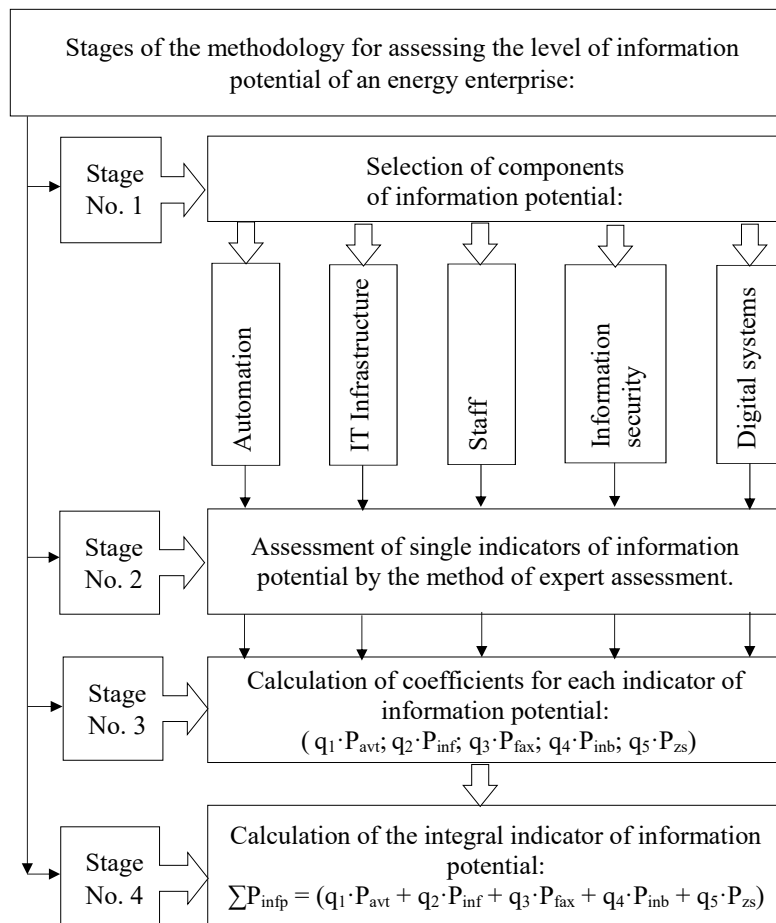 Stages of the methodology for assessing the level of information
potential of an energy enterprise:
Stage
No. 1
Selection of components
of information potential:
Automation
IT Infrastructure
Staff
Information
security
Digital systems
Stage
No. 2
Assessment of single indicators of information
potential by the method of expert assessment.
Stage
No. 3
Calculation of coefficients for each indicator of
information potential:
( q₁·Pavt; q₂·Pinf; q₃·Pfax; q₄·Pinb; q₅·Pzs)
Stage
No. 4
Calculation of the integral indicator of information
potential:
∑Pinfp = (q₁·Pavt + q₂·Pinf + q₃·Pfax + q₄·Pinb + q₅·Pzs)